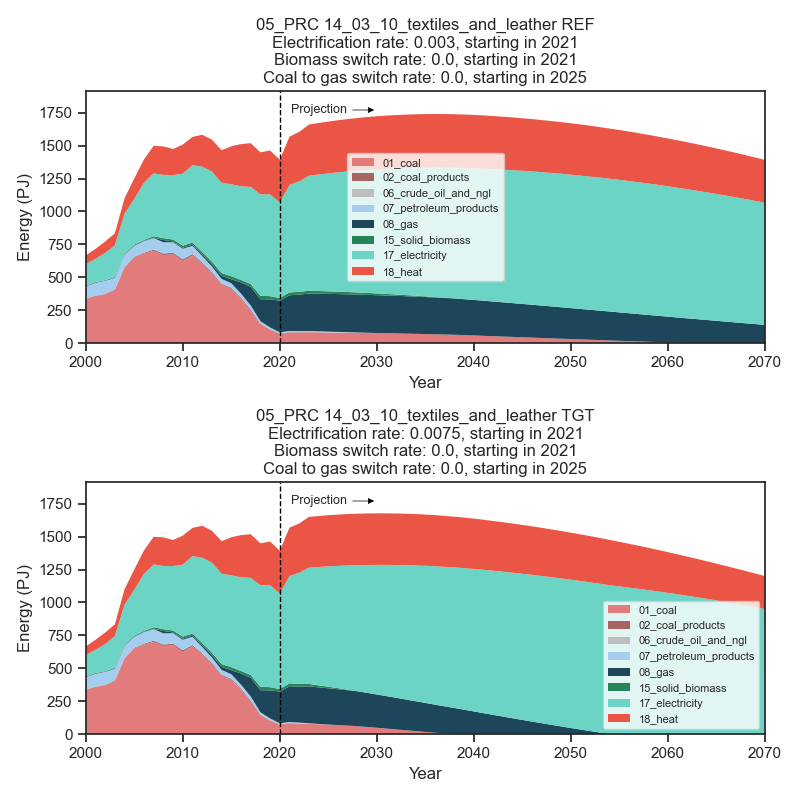 05_PRC 14_03_10_textiles_and_leather REF
Electrification rate: 0.003, starting in 2021
Biomass switch rate: 0.0, starting in 2021
Coal to gas switch rate: 0.0, starting in 2025
Projection
1750
1500
1250
1000
750
500
250
0
Energy (PJ)
01_coal
02_coal_products
06_crude_oil_and_ngl
07_petroleum_products
08_gas
15_solid_biomass
17_electricity
18_heat
2000 2010 2020 2030 2040 2050 2060 2070
Year
05_PRC 14_03_10_textiles_and_leather TGT
Electrification rate: 0.0075, starting in 2021
Biomass switch rate: 0.0, starting in 2021
Coal to gas switch rate: 0.0, starting in 2025
Projection
1750
1500
1250
1000
750
500
250
0
Energy (PJ)
01_coal
02_coal_products
06_crude_oil_and_ngl
07_petroleum_products
08_gas
15_solid_biomass
17_electricity
18_heat
2000 2010 2020 2030 2040 2050 2060 2070
Year